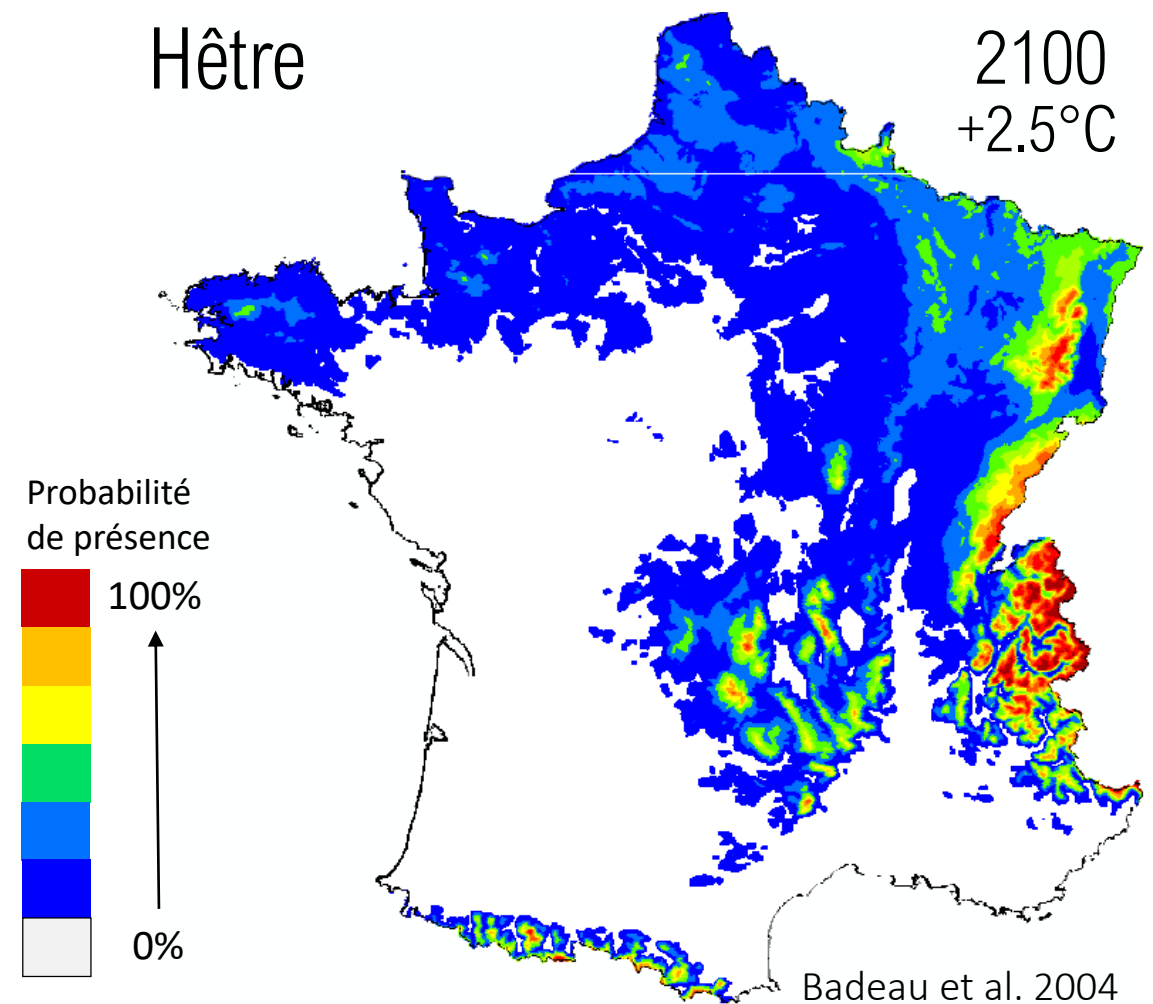 Hêtre
2100
+2.5°C
Probabilité
de présence
100%
0%
Badeau et al. 2004